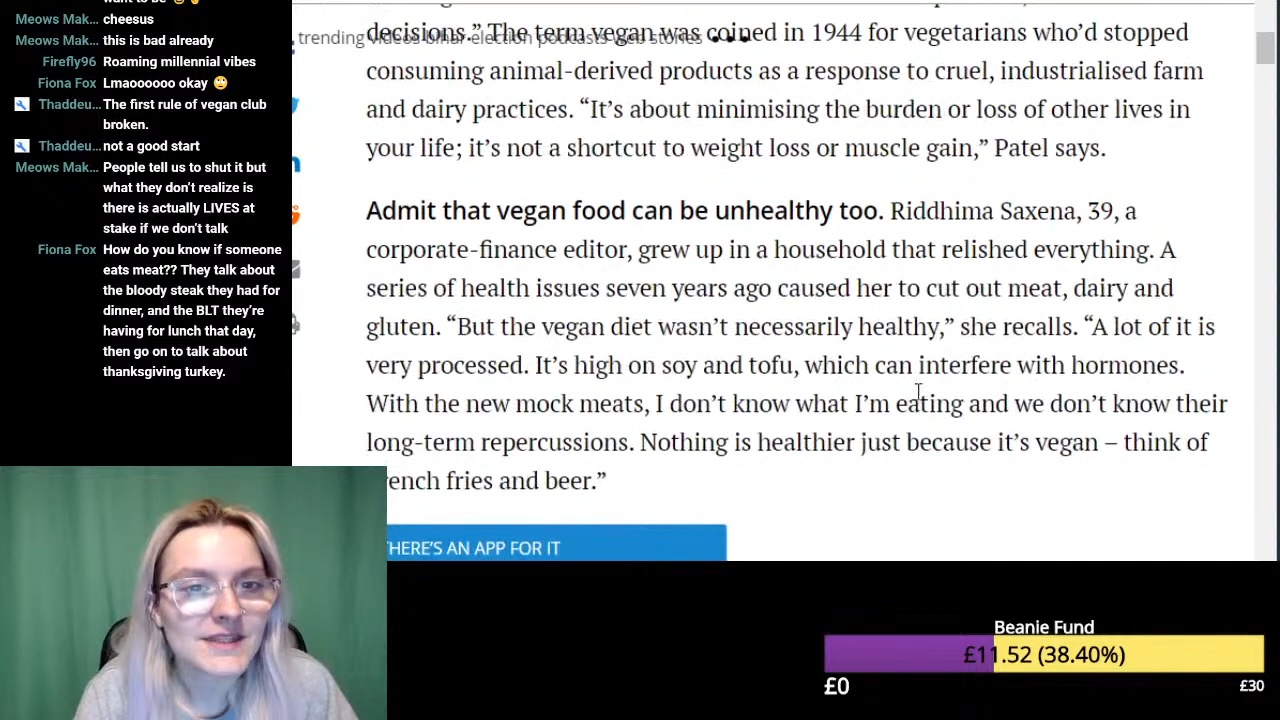 cheesus
Meows Mak...
Meows Mak... this is bad already
Firefly96 Roaming millennial vibes
Fiona Fox Lmaoooooo okay 🙄
Thaddeu... The first rule of vegan club
broken.
Thaddeu... not a good start
Meows Mak... People tell us to shut it but
what they don't realize is
there is actually LIVES at
stake if we don't talk
Fiona Fox How do you know if someone
eats meat?? They talk about
the bloody steak they had for
dinner, and the BLT they're
having for lunch that day,
then go on to talk about
thanksgiving turkey.
decisions.” The term vegan was coined in 1944 for vegetarians who’d stopped
trending videos bihar election podcasts web stories •••
consuming animal-derived products as a response to cruel, industrialised farm
and dairy practices. “It’s about minimising the burden or loss of other lives in
your life; it’s not a shortcut to weight loss or muscle gain,” Patel says.
Admit that vegan food can be unhealthy too. Riddhima Saxena, 39, a
corporate-finance editor, grew up in a household that relished everything. A
series of health issues seven years ago caused her to cut out meat, dairy and
gluten. “But the vegan diet wasn’t necessarily healthy,” she recalls. “A lot of it is
very processed. It’s high on soy and tofu, which can interfere with hormones.
With the new mock meats, I don’t know what I’m eating and we don’t know their
long-term repercussions. Nothing is healthier just because it’s vegan – think of
rench fries and beer.”
HERE’S AN APP FOR IT
Beanie Fund
£11.52 (38.40%)
£0
£30